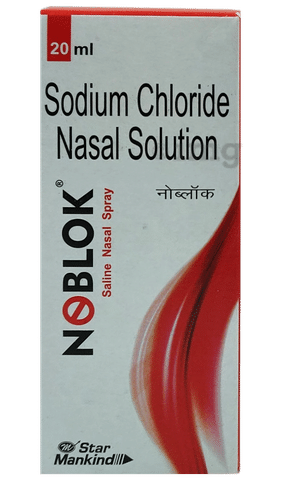 20 ml
Sodium Chloride
Nasal Solution
नोब्लॉक
NOBLOK®
Saline Nasal Spray
Star
Mankind